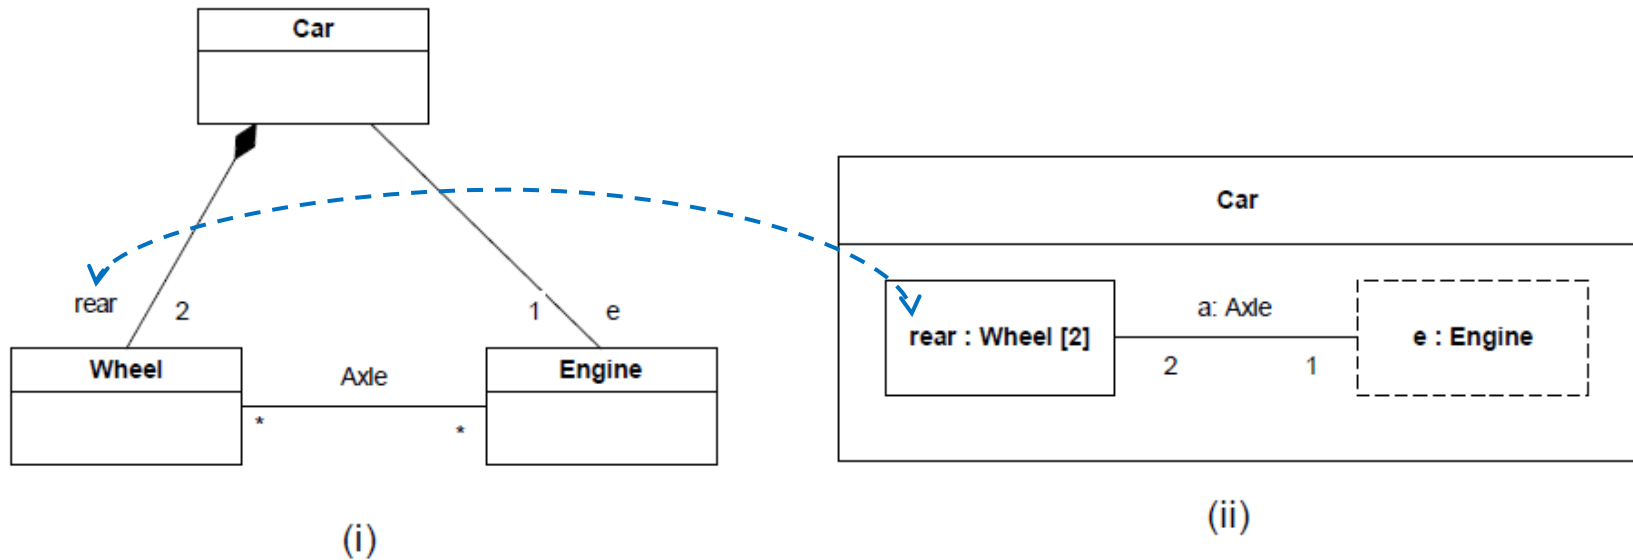 Car
rear
2
1
e
Wheel
Axle
Engine
*
*
(i)
Car
rear : Wheel [2]
a: Axle
2
1
e : Engine
(ii)